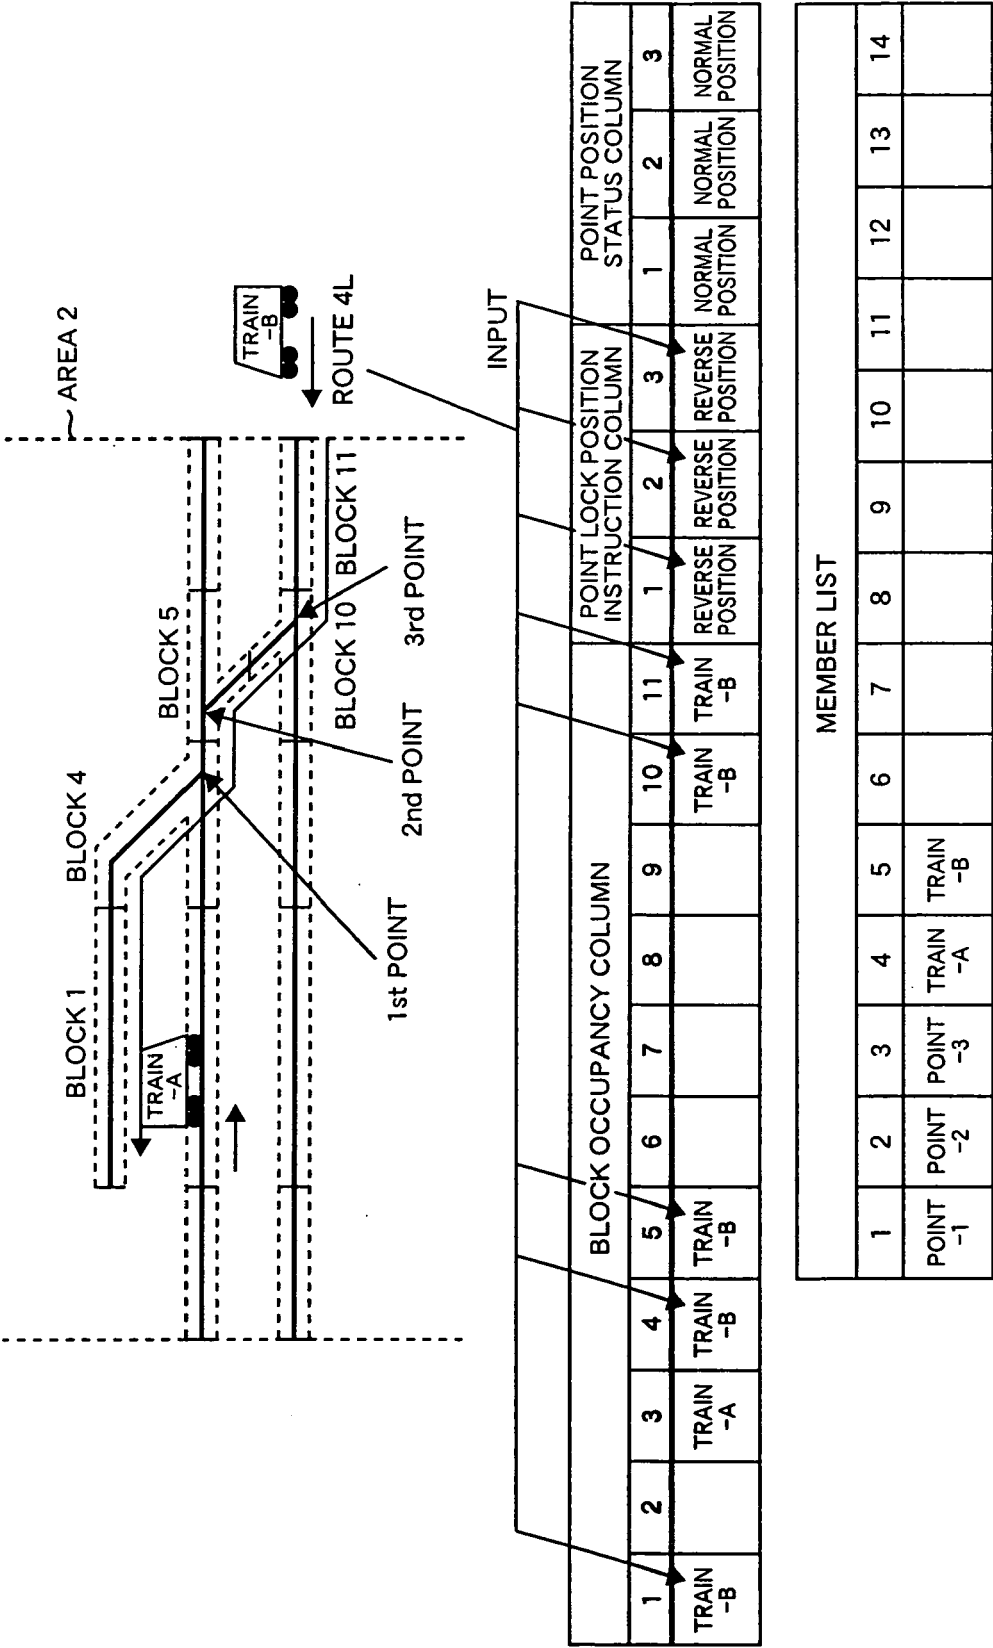 AREA 2
BLOCK 1
BLOCK 4
BLOCK 5
TRAIN
-A
TRAIN
-B
ROUTE 4L
1st POINT
2nd POINT
BLOCK 10
BLOCK 11
3rd POINT
INPUT
BLOCK OCCUPANCY COLUMN
POINT LOCK POSITION
INSTRUCTION COLUMN
POINT POSITION
STATUS COLUMN
1 2 3 4 5 6 7 8 9 10 11 1 2 3 1 2 3
TRAIN
-B
TRAIN
-A
TRAIN
-B
TRAIN
-B
TRAIN
-B
TRAIN
-B
REVERSE
POSITION
REVERSE
POSITION
REVERSE
POSITION
NORMAL
POSITION
NORMAL
POSITION
NORMAL
POSITION
MEMBER LIST
1 2 3 4 5 6 7 8 9 10 11 12 13 14
POINT
-1
POINT
-2
POINT
-3
TRAIN
-A
TRAIN
-B